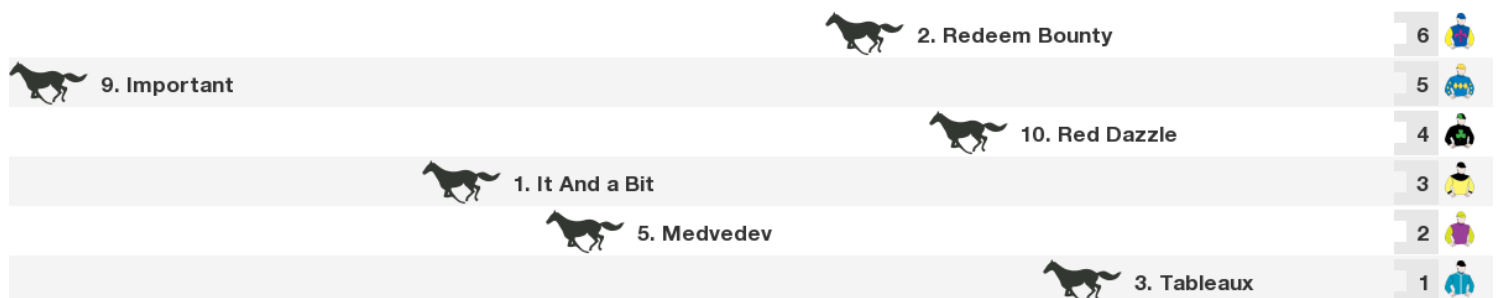 2. Redeem Bounty 6
9. Important 5
10. Red Dazzle 4
1. It And a Bit 3
5. Medvedev 2
3. Tableaux 1